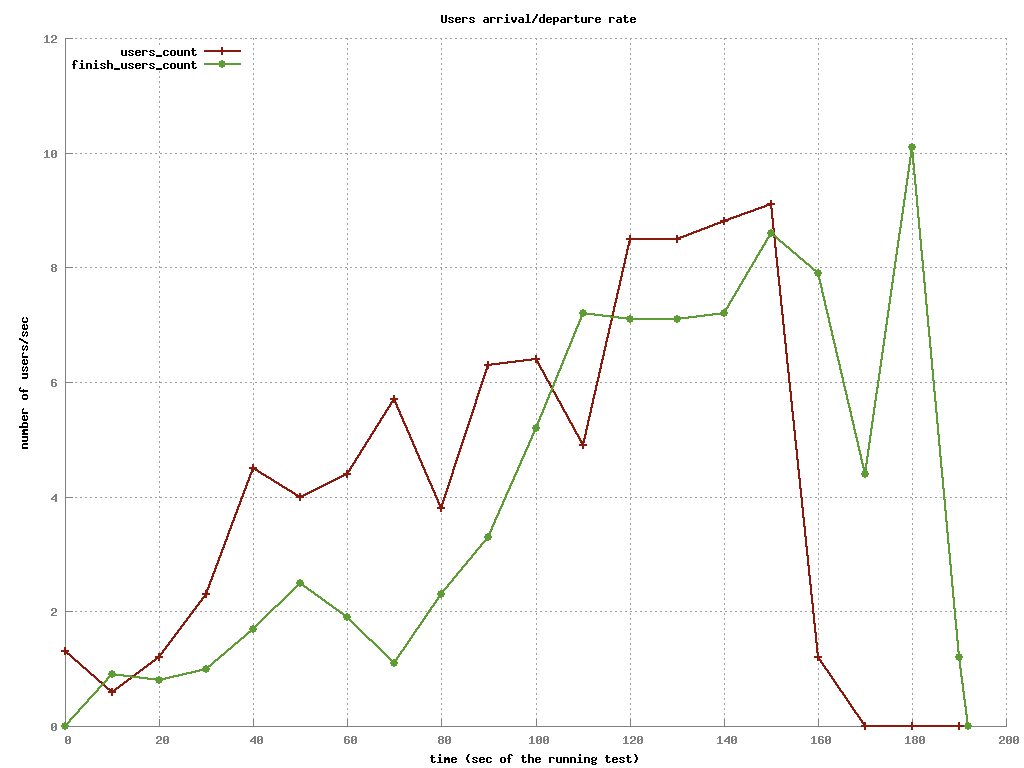 Users arrival/departure rate
users_count
finish_users_count
12
10
8
6
4
2
0
number of users/sec
0 20 40 60 80 100 120 140 160 180 200
time (sec of the running test)